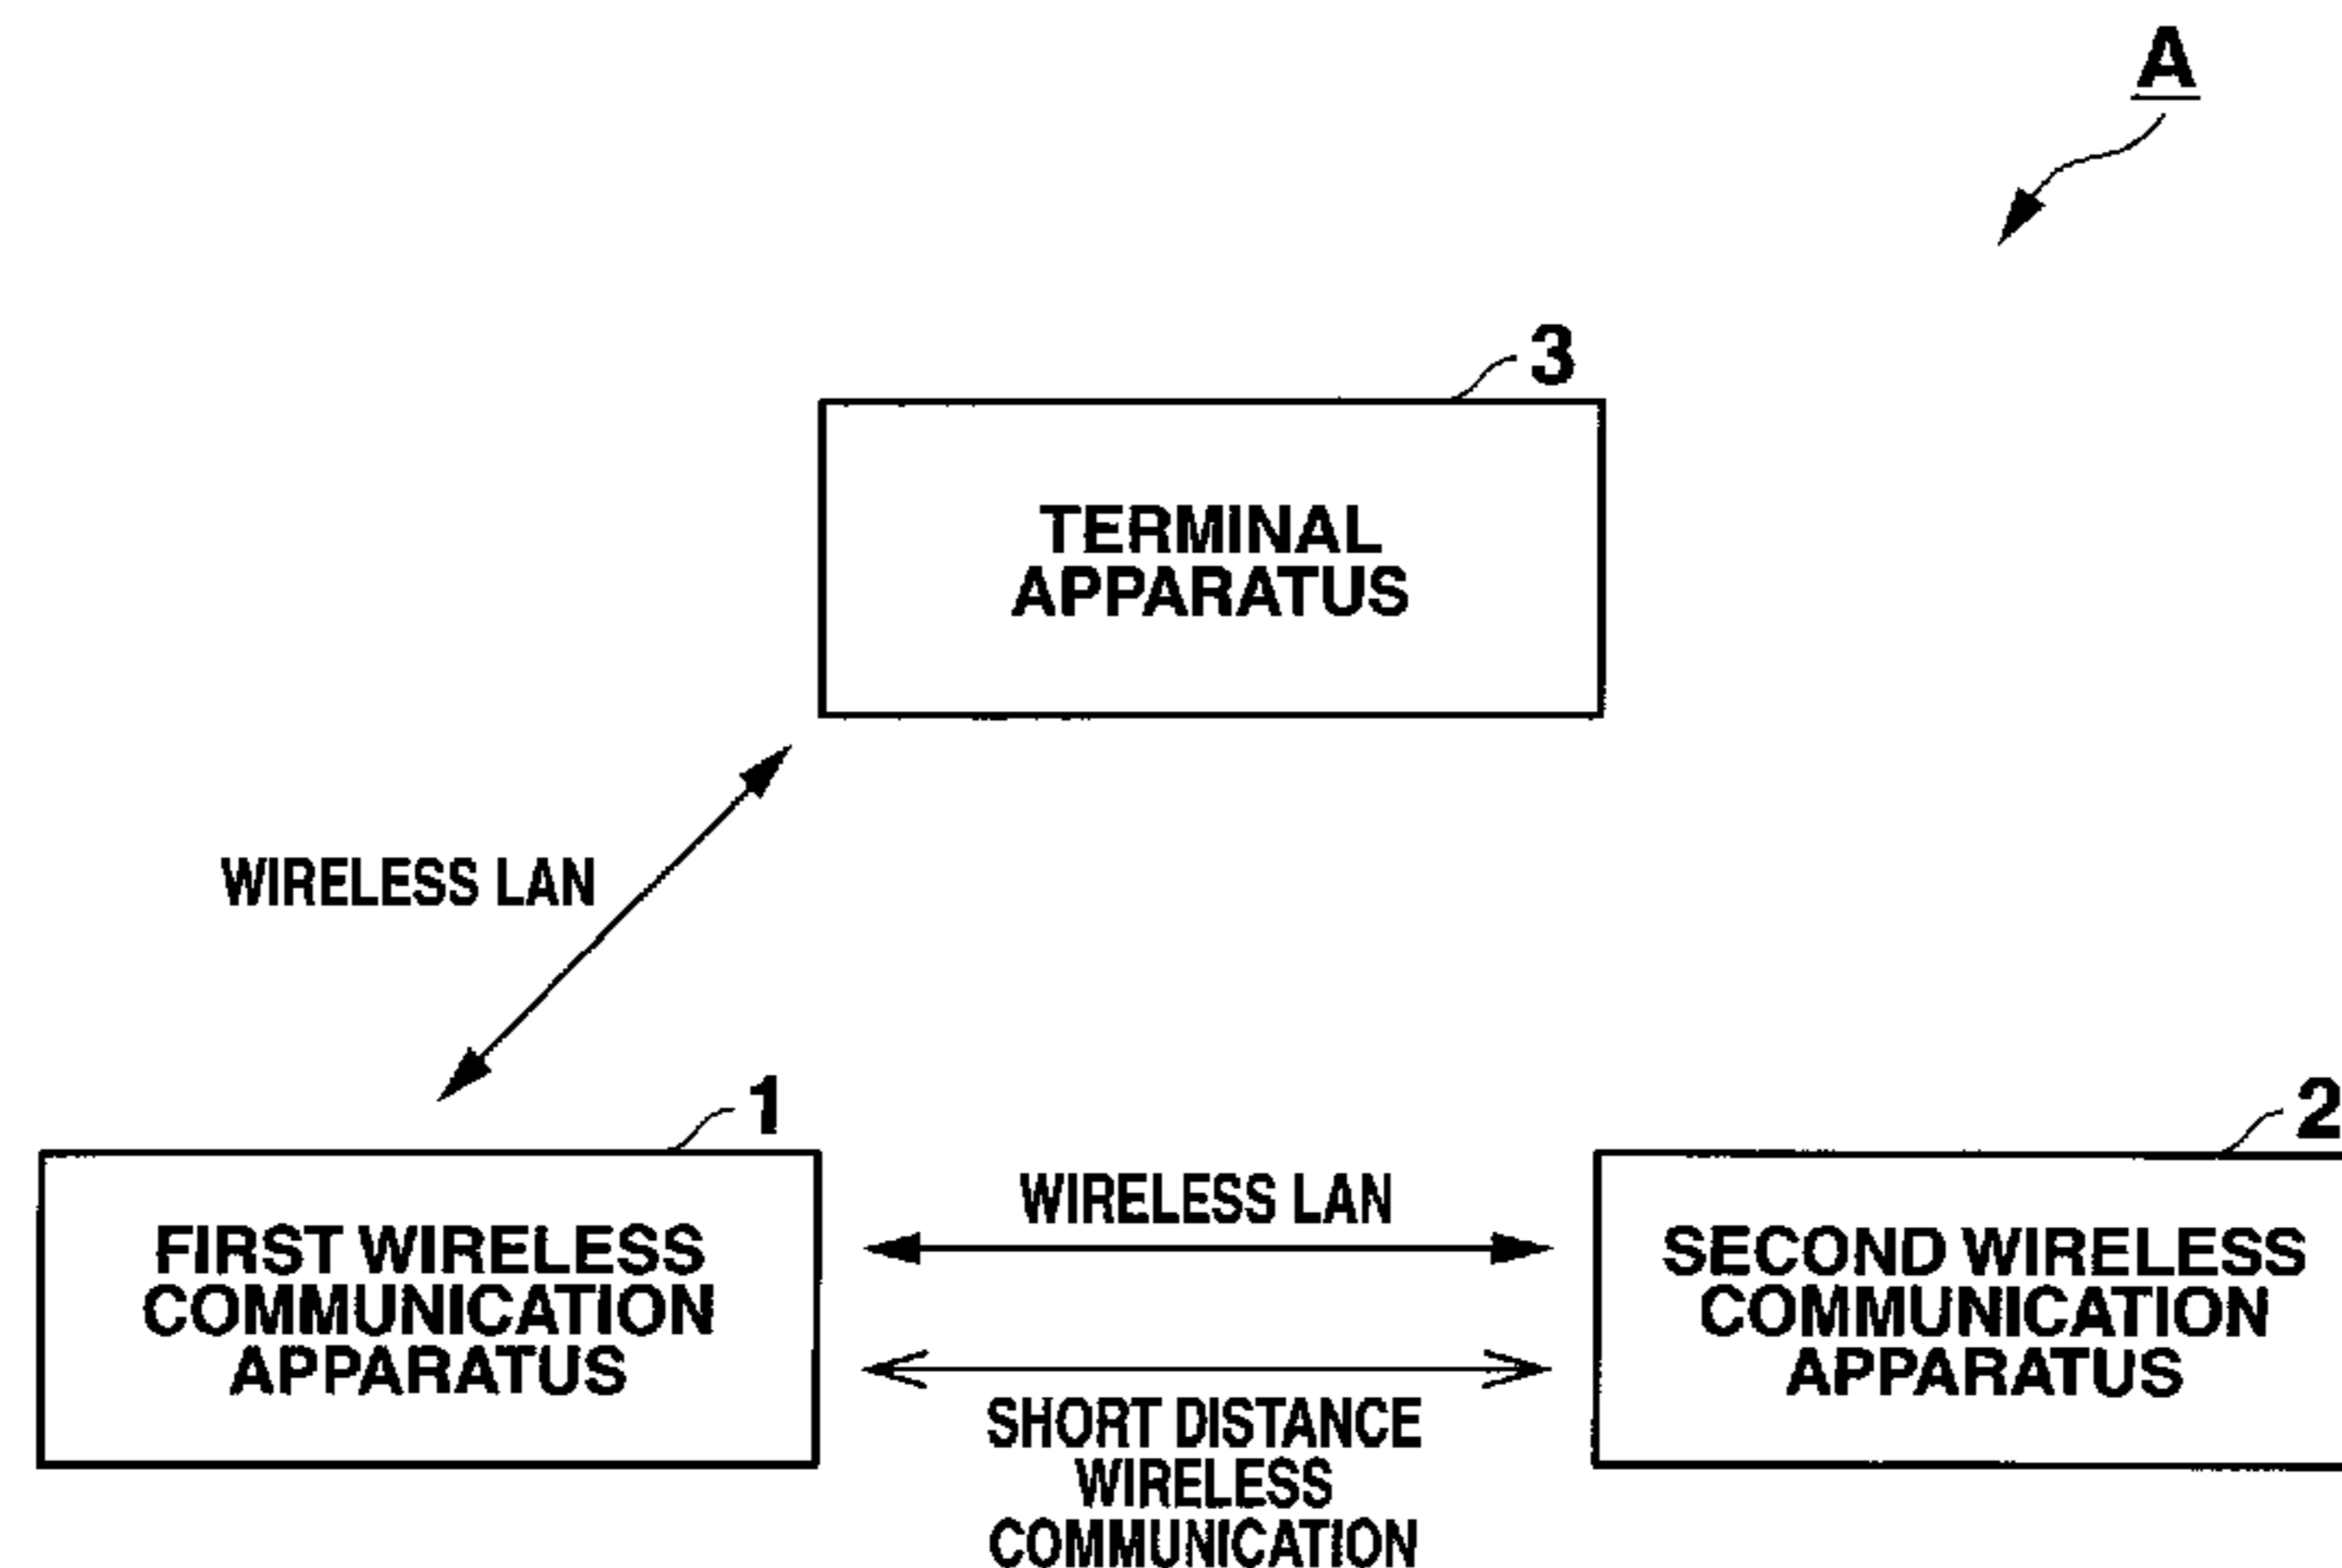 A
3
TERMINAL
APPARATUS
WIRELESS LAN
1
2
WIRELESS LAN
FIRST WIRELESS
COMMUNICATION
APPARATUS
SECOND WIRELESS
COMMUNICATION
APPARATUS
SHORT DISTANCE
WIRELESS
COMMUNICATION